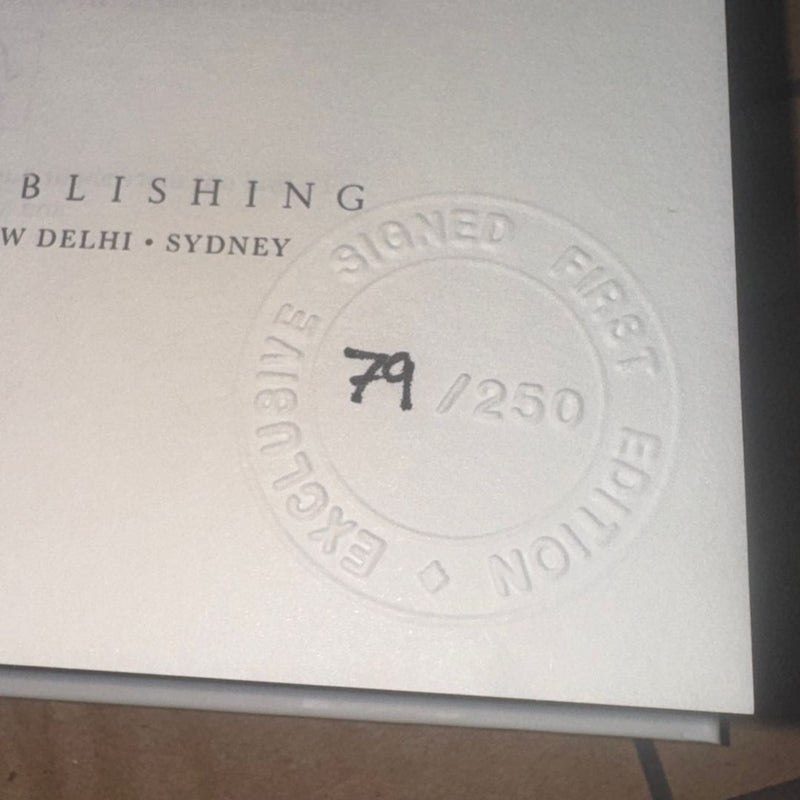 BLISHING
W DELHI • SYDNEY
EXCLUSIVE SIGNED FIRST EDITION
79 /250